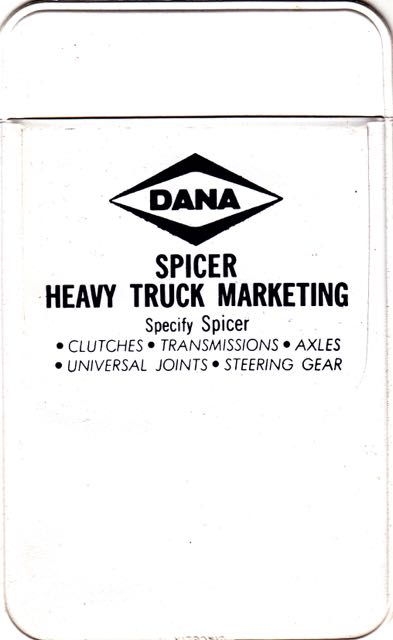 DANA
SPICER
HEAVY TRUCK MARKETING
Specify Spicer
• CLUTCHES • TRANSMISSIONS • AXLES
• UNIVERSAL JOINTS • STEERING GEAR